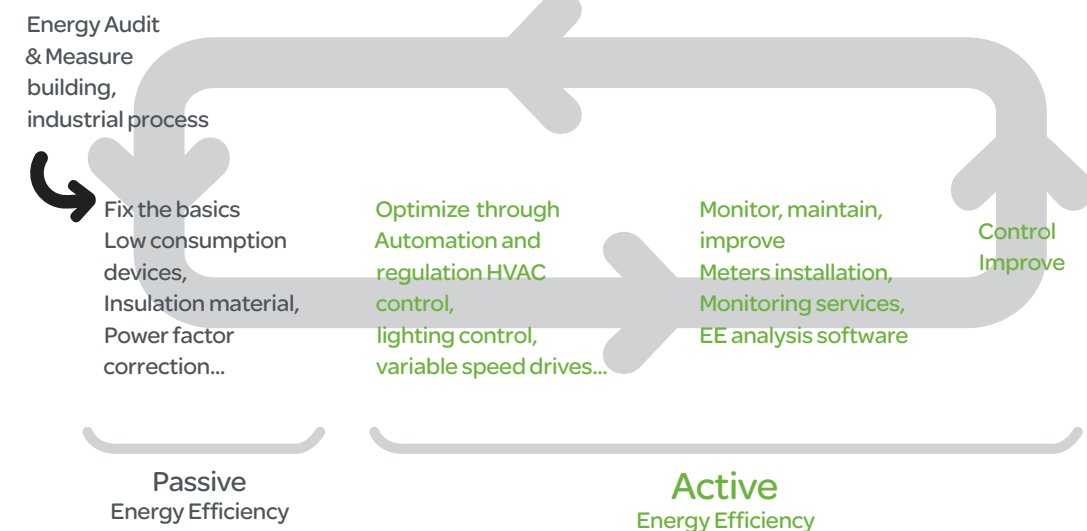 Energy Audit
& Measure
building,
industrial process
Fix the basics
Low consumption
devices,
Insulation material,
Power factor
correction...
Optimize through
Automation and
regulation HVAC
control,
lighting control,
variable speed drives...
Monitor, maintain,
improve
Meters installation,
Monitoring services,
EE analysis software
Control
Improve
Passive
Energy Efficiency
Active
Energy Efficiency